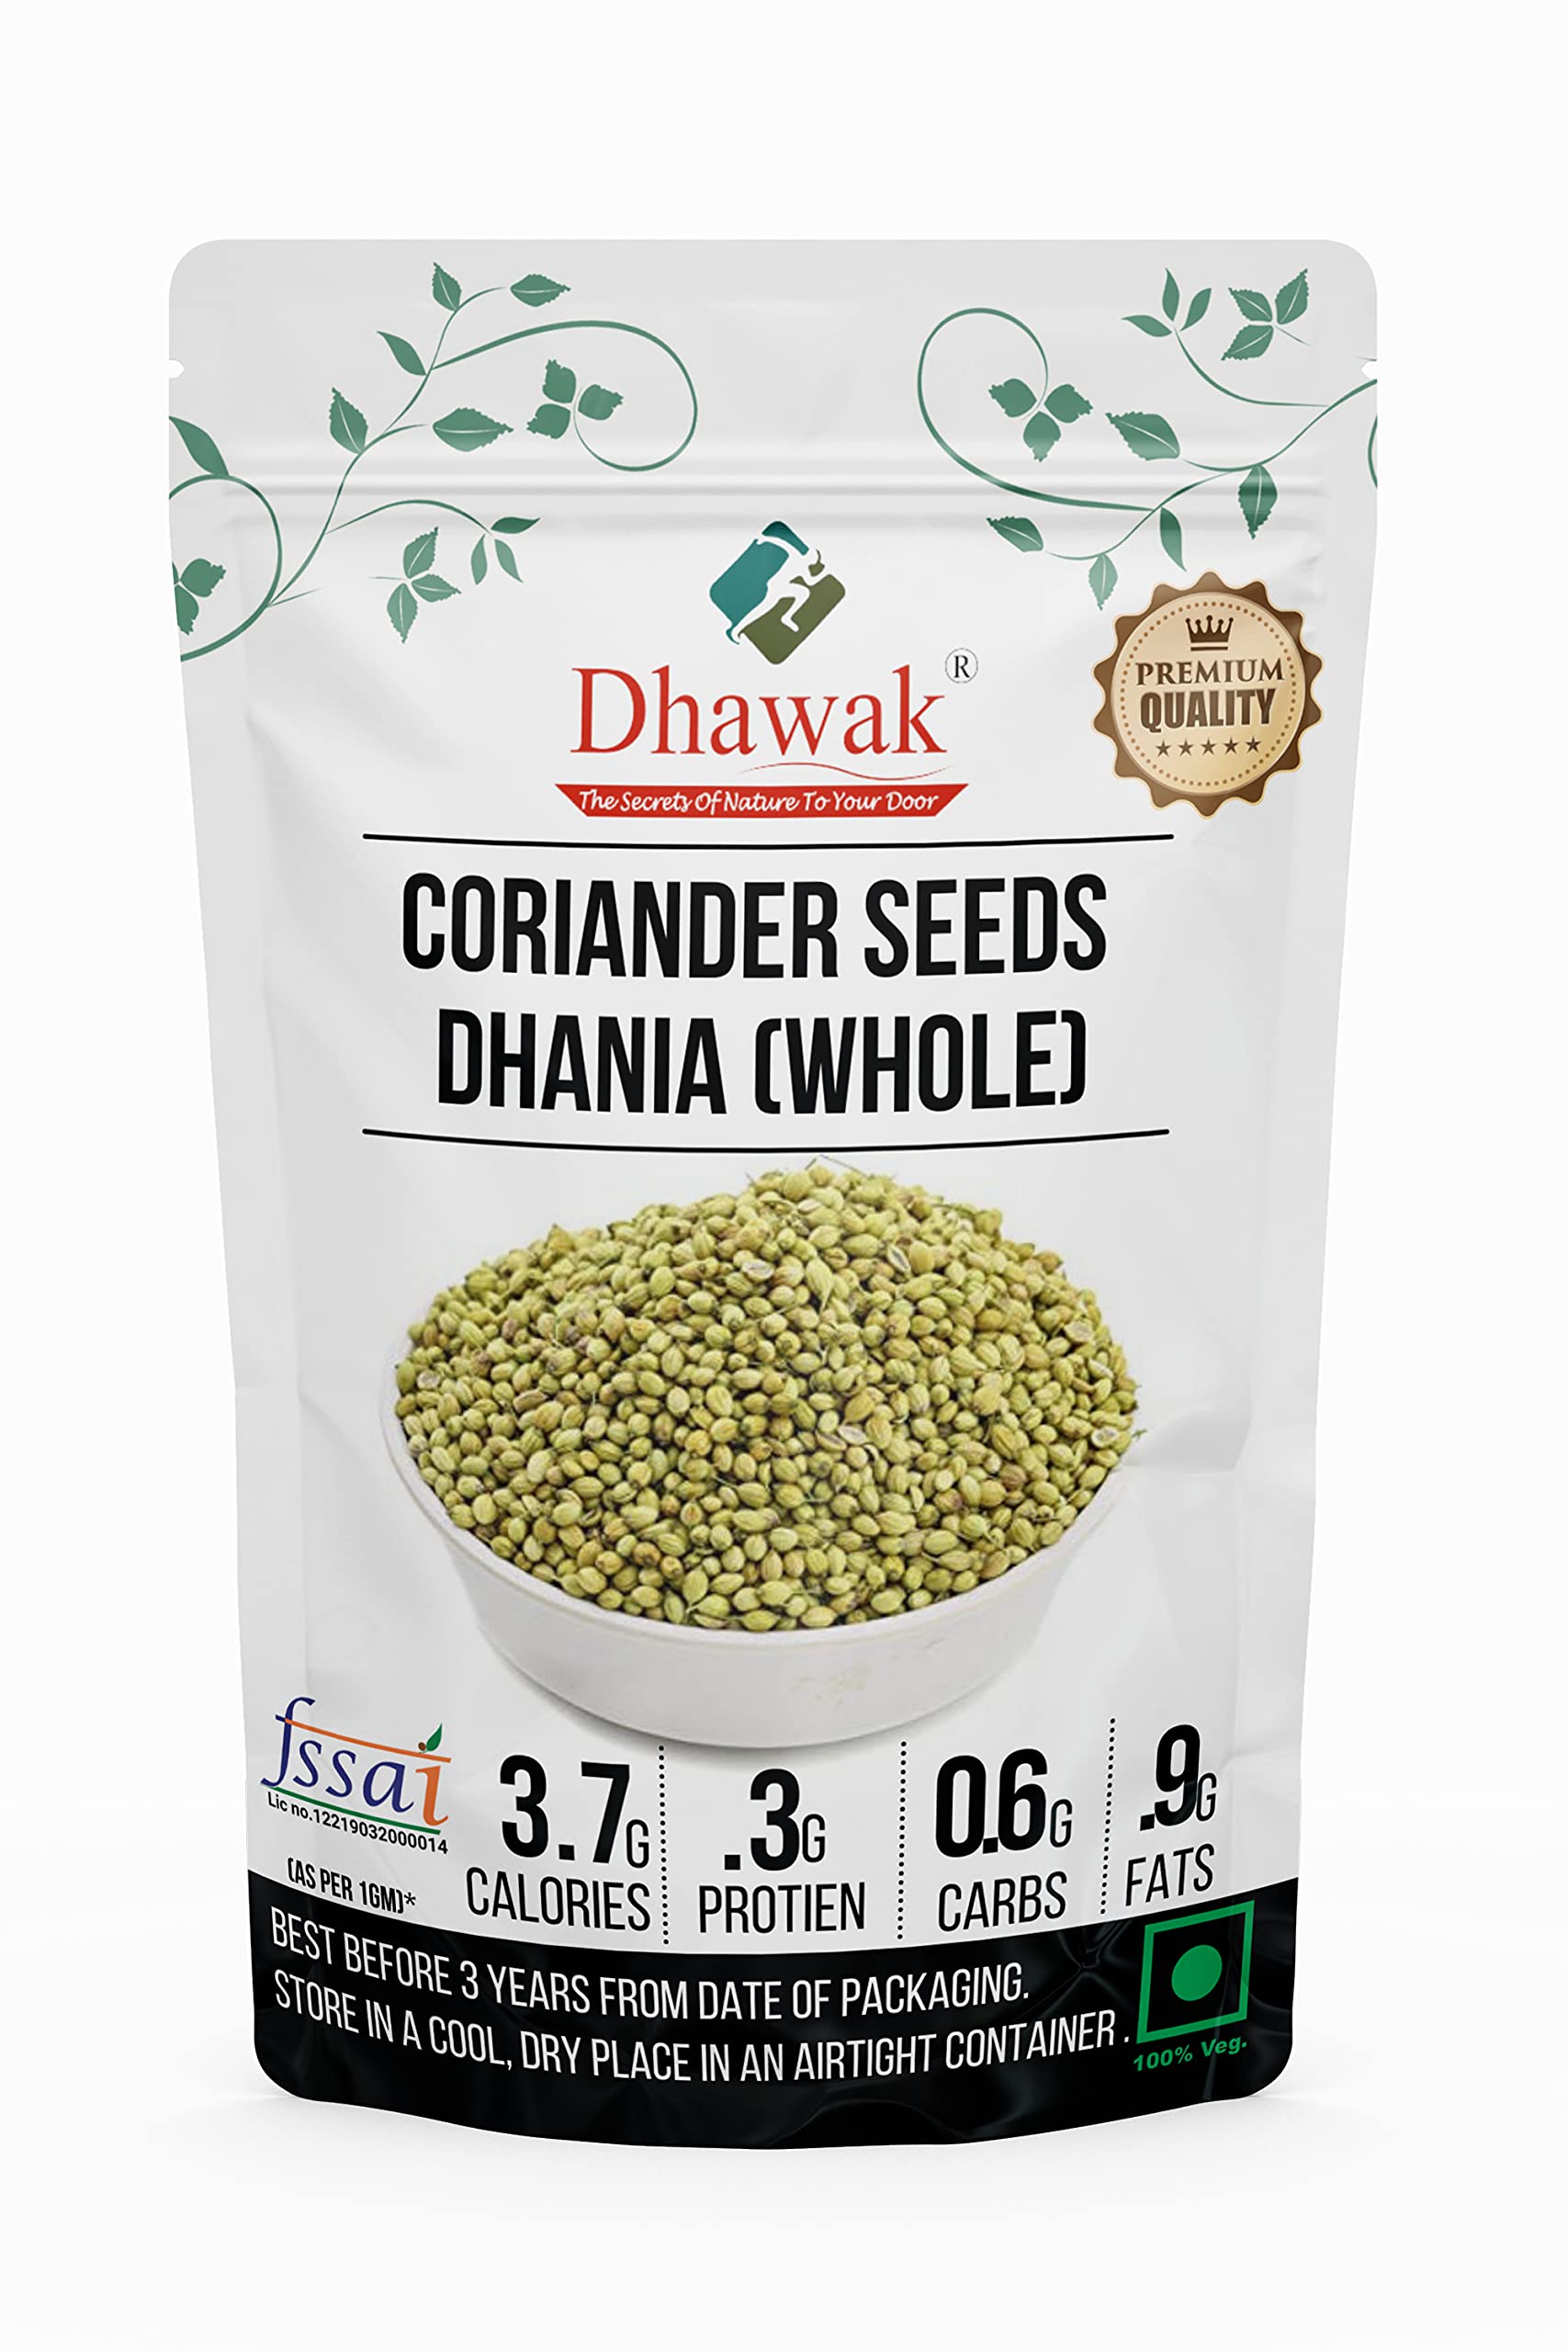 Dhawak®
The Secrets Of Nature To Your Door
PREMIUM
QUALITY
CORIANDER SEEDS
DHANIA (WHOLE)
fssai
Lic no.12219032000014
(AS PER 1GM)*
3.7G
CALORIES
.3G
PROTIEN
0.6G
CARBS
.9G
FATS
BEST BEFORE 3 YEARS FROM DATE OF PACKAGING.
STORE IN A COOL, DRY PLACE IN AN AIRTIGHT CONTAINER .
100% Veg.